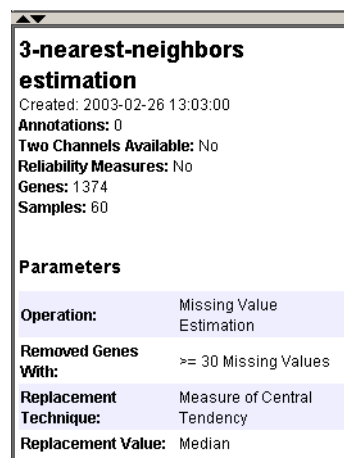 3-nearest-neighbors
estimation
Created: 2003-02-26 13:03:00
Annotations: 0
Two Channels Available: No
Reliability Measures: No
Genes: 1374
Samples: 60
Parameters
Operation: Missing Value
Estimation
Removed Genes
With: >= 30 Missing Values
Replacement Measure of Central
Technique: Tendency
Replacement Value: Median